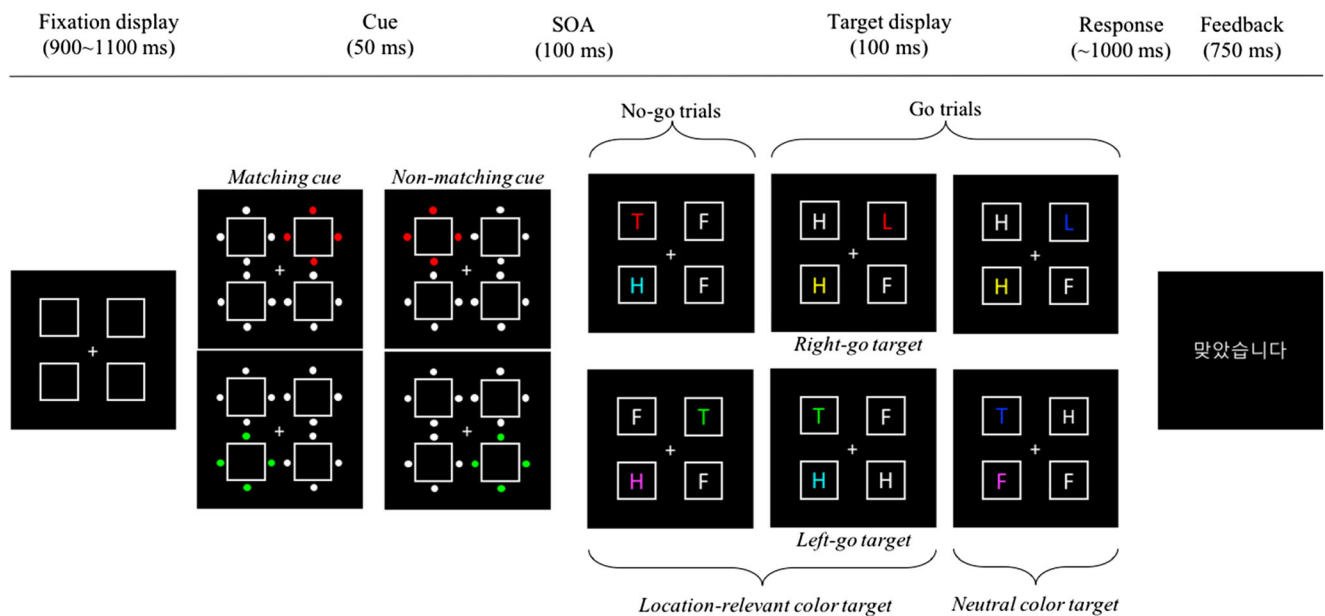 Fixation display
(900~1100 ms)
Cue
(50 ms)
SOA
(100 ms)
Target display
(100 ms)
Response
(~1000 ms)
Feedback
(750 ms)
No-go trials
Go trials
Matching cue
Non-matching cue
T F
H F
H L
H F
H L
H F
Right-go target
맞았습니다
F T
H F
T F
H H
T H
F F
Left-go target
Location-relevant color target
Neutral color target